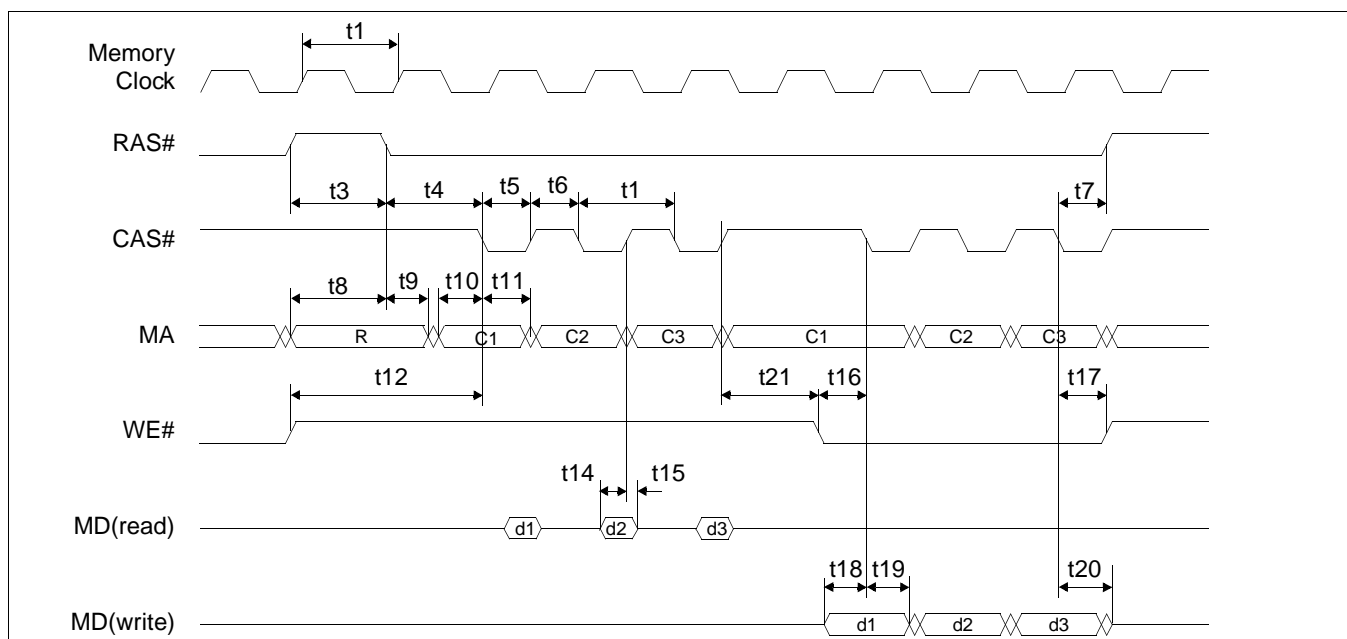 t1
Memory
Clock
RAS#
t3 t4 t5 t6 t1 t7
CAS#
t8 t9 t10 t11
MA R C1 C2 C3 C1 C2 C3
t12 t21 t16 t17
WE#
t14 t15
MD(read) d1 d2 d3
t18 t19 t20
MD(write) d1 d2 d3